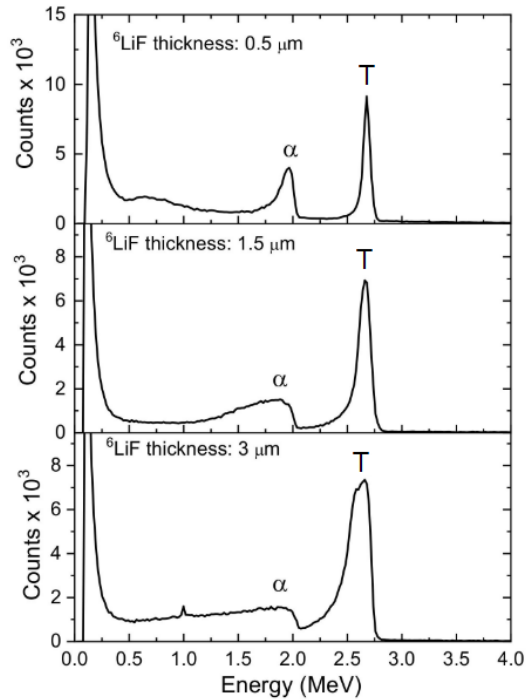 ⁶LiF thickness: 0.5 μm
T
α
15
10
5
0
Counts x 10³
⁶LiF thickness: 1.5 μm
T
α
8
6
4
2
0
Counts x 10³
⁶LiF thickness: 3 μm
T
α
8
6
4
2
0
Counts x 10³
0.0 0.5 1.0 1.5 2.0 2.5 3.0 3.5 4.0
Energy (MeV)